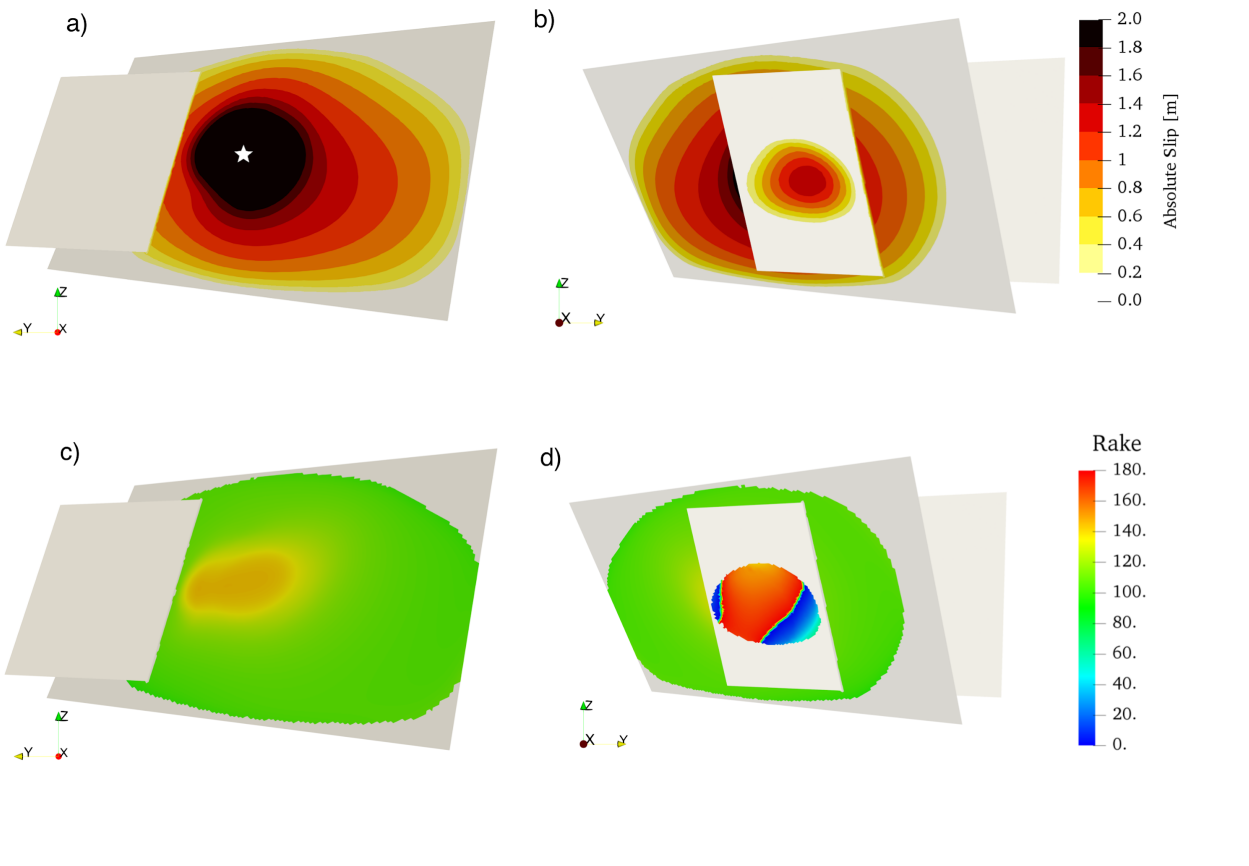 a)
b)
2.0
1.8
1.6
1.4
1.2
1
0.8
0.6
0.4
0.2
0.0
Absolute Slip [m]
Z
Y
X
Z
X
Y
c)
d)
Rake
180.
160.
140.
120.
100.
80.
60.
40.
20.
0.
Z
Y
X
Z
X
Y